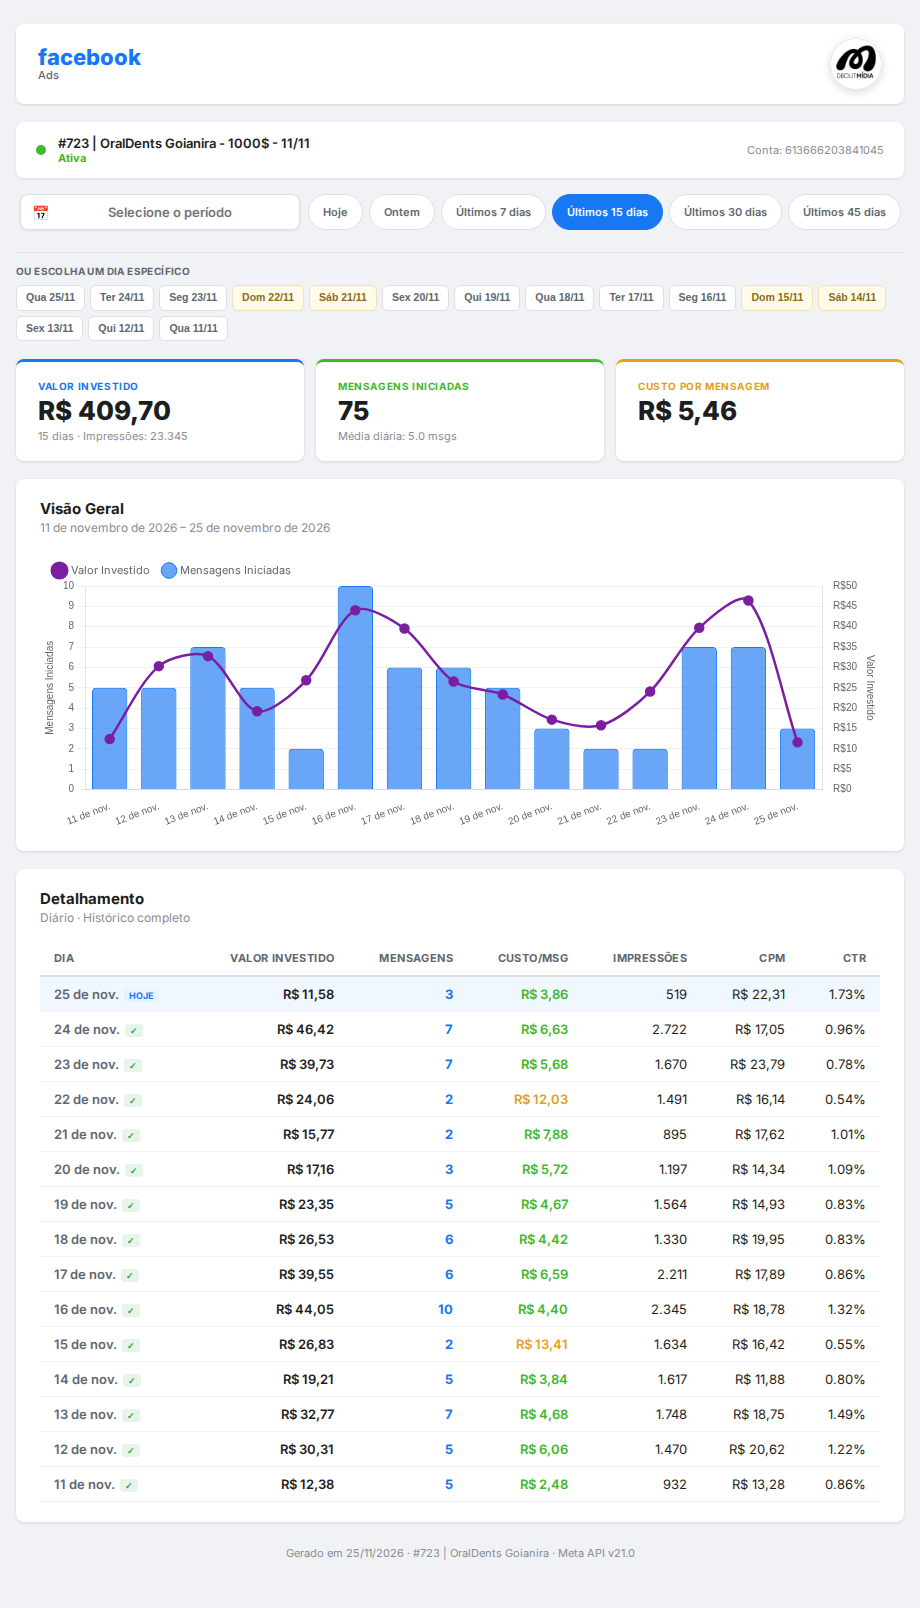 facebook
Ads
DBOUTMÍDIA
#723 | OralDents Goianira - 1000$ - 11/11
Ativa
Conta: 613666203841045
📅 Selecione o período
Hoje
Ontem
Últimos 7 dias
Últimos 15 dias
Últimos 30 dias
Últimos 45 dias
OU ESCOLHA UM DIA ESPECÍFICO
Qua 25/11 Ter 24/11 Seg 23/11 Dom 22/11 Sáb 21/11 Sex 20/11 Qui 19/11 Qua 18/11 Ter 17/11 Seg 16/11 Dom 15/11 Sáb 14/11
Sex 13/11 Qui 12/11 Qua 11/11
VALOR INVESTIDO
R$ 409,70
15 dias · Impressões: 23.345
MENSAGENS INICIADAS
75
Média diária: 5.0 msgs
CUSTO POR MENSAGEM
R$ 5,46
Visão Geral
11 de novembro de 2026 – 25 de novembro de 2026
Valor Investido Mensagens Iniciadas
Mensagens Iniciadas
10
9
8
7
6
5
4
3
2
1
0
R$50
R$45
R$40
R$35
R$30
R$25
R$20
R$15
R$10
R$5
R$0
Valor Investido
11 de nov. 12 de nov. 13 de nov. 14 de nov. 15 de nov. 16 de nov. 17 de nov. 18 de nov. 19 de nov. 20 de nov. 21 de nov. 22 de nov. 23 de nov. 24 de nov. 25 de nov.
Detalhamento
Diário · Histórico completo
DIA VALOR INVESTIDO MENSAGENS CUSTO/MSG IMPRESSÕES CPM CTR
25 de nov. HOJE R$ 11,58 3 R$ 3,86 519 R$ 22,31 1.73%
24 de nov. ✓ R$ 46,42 7 R$ 6,63 2.722 R$ 17,05 0.96%
23 de nov. ✓ R$ 39,73 7 R$ 5,68 1.670 R$ 23,79 0.78%
22 de nov. ✓ R$ 24,06 2 R$ 12,03 1.491 R$ 16,14 0.54%
21 de nov. ✓ R$ 15,77 2 R$ 7,88 895 R$ 17,62 1.01%
20 de nov. ✓ R$ 17,16 3 R$ 5,72 1.197 R$ 14,34 1.09%
19 de nov. ✓ R$ 23,35 5 R$ 4,67 1.564 R$ 14,93 0.83%
18 de nov. ✓ R$ 26,53 6 R$ 4,42 1.330 R$ 19,95 0.83%
17 de nov. ✓ R$ 39,55 6 R$ 6,59 2.211 R$ 17,89 0.86%
16 de nov. ✓ R$ 44,05 10 R$ 4,40 2.345 R$ 18,78 1.32%
15 de nov. ✓ R$ 26,83 2 R$ 13,41 1.634 R$ 16,42 0.55%
14 de nov. ✓ R$ 19,21 5 R$ 3,84 1.617 R$ 11,88 0.80%
13 de nov. ✓ R$ 32,77 7 R$ 4,68 1.748 R$ 18,75 1.49%
12 de nov. ✓ R$ 30,31 5 R$ 6,06 1.470 R$ 20,62 1.22%
11 de nov. ✓ R$ 12,38 5 R$ 2,48 932 R$ 13,28 0.86%
Gerado em 25/11/2026 · #723 | OralDents Goianira · Meta API v21.0